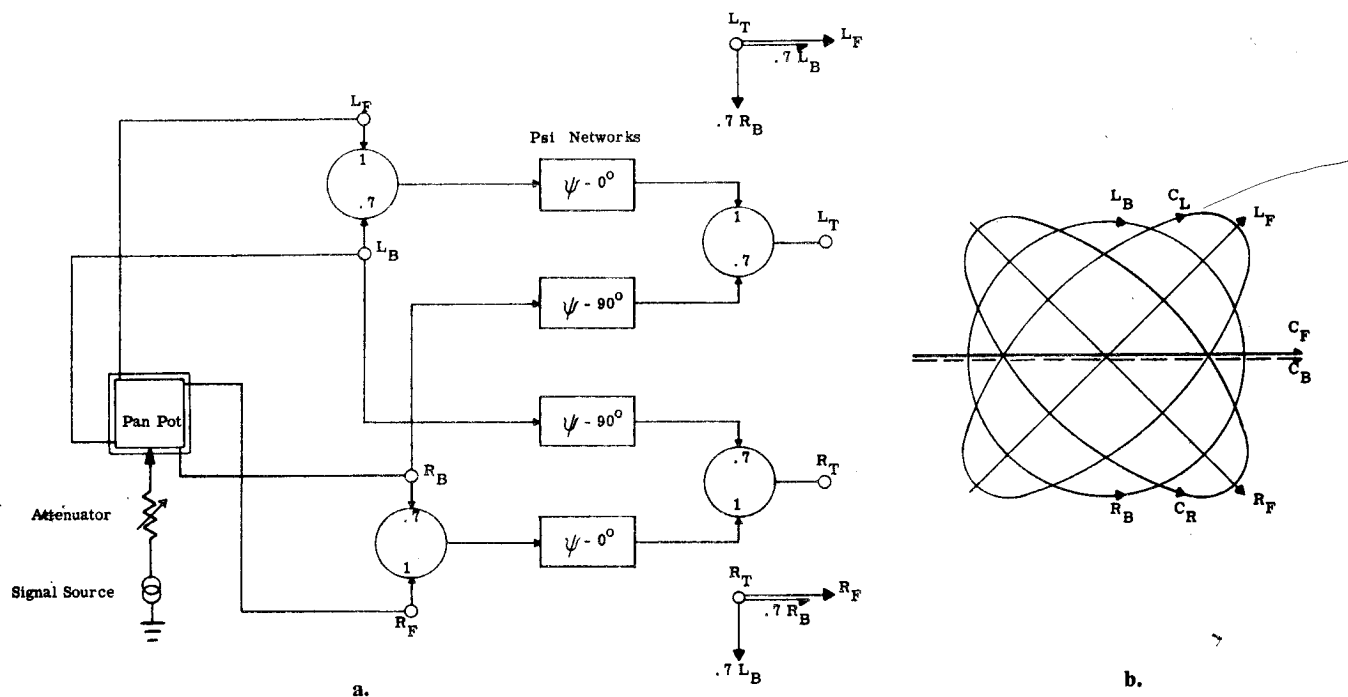 L_T
L_F
.7 L_B
.7 R_B
L_F
Psi Networks
1
ψ - 0°
.7
L_B
1
L_T
.7
ψ - 90°
Pan Pot
ψ - 90°
.7
R_T
1
R_B
.7
ψ - 0°
1
R_F
Attenuator
Signal Source
R_T
R_F
.7 R_B
.7 L_B
a.
L_B
C_L
L_F
C_F
C_B
R_B
C_R
R_F
b.